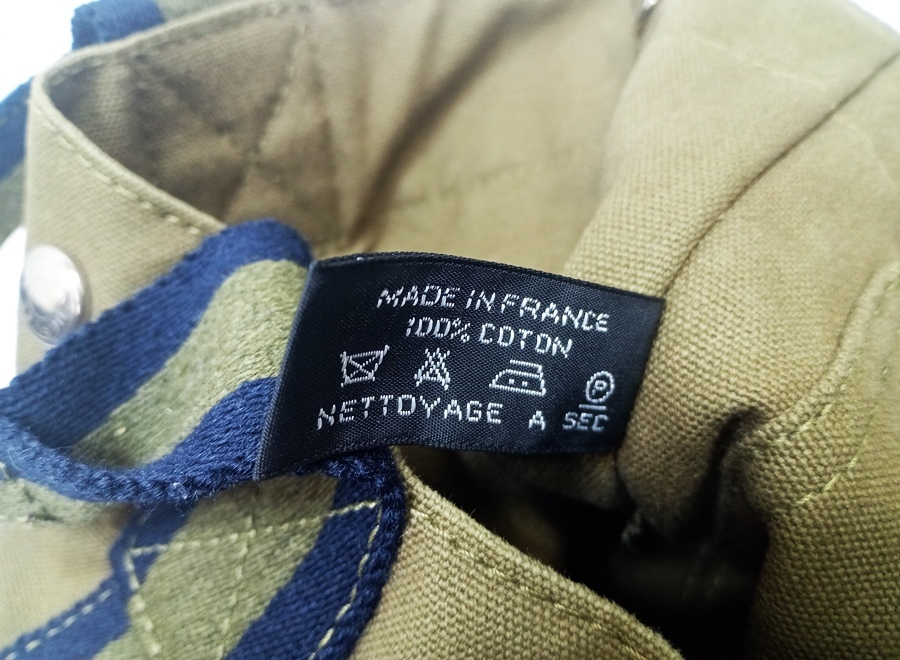 MADE IN FRANCE
100% COTON
P
NETTOYAGE A SEC